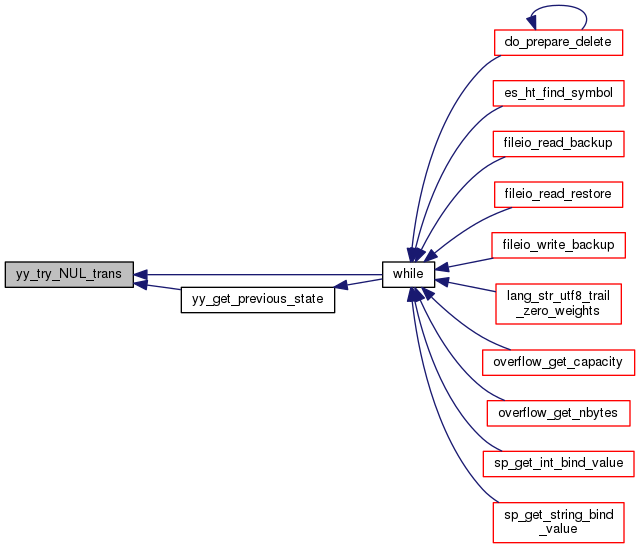 do_prepare_delete
es_ht_find_symbol
fileio_read_backup
fileio_read_restore
fileio_write_backup
yy_try_NUL_trans
while
yy_get_previous_state
lang_str_utf8_trail
_zero_weights
overflow_get_capacity
overflow_get_nbytes
sp_get_int_bind_value
sp_get_string_bind
_value